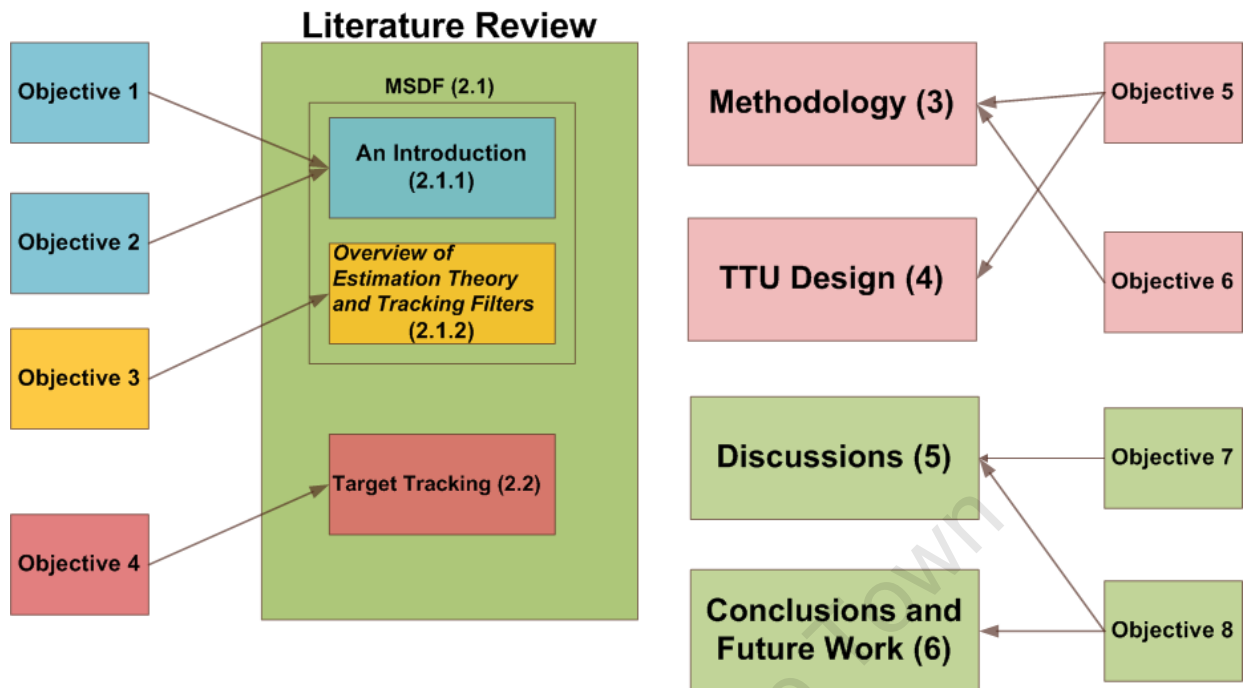 Literature Review
Objective 1
Objective 2
Objective 3
Objective 4
MSDF (2.1)
An Introduction
(2.1.1)
Overview of
Estimation Theory
and Tracking Filters
(2.1.2)
Target Tracking (2.2)
Methodology (3)
TTU Design (4)
Discussions (5)
Conclusions and
Future Work (6)
Objective 5
Objective 6
Objective 7
Objective 8
Town